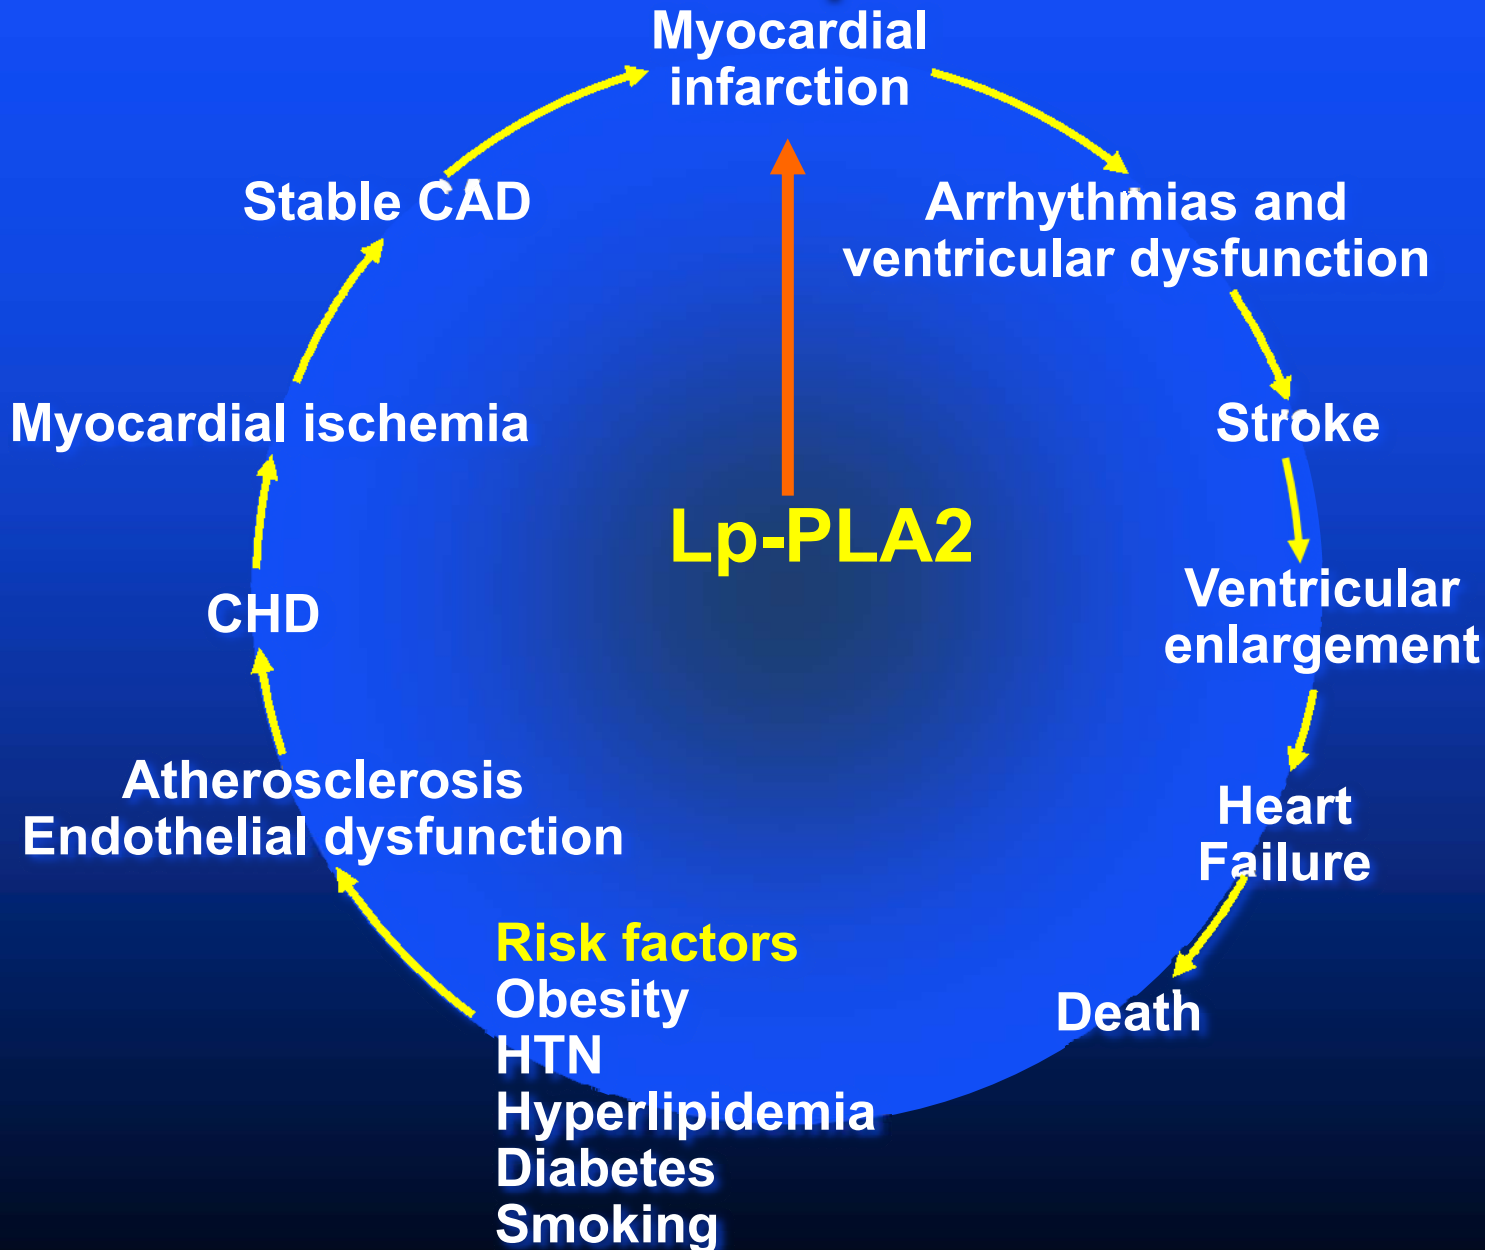 Myocardial
infarction
Stable CAD
Arrhythmias and
ventricular dysfunction
Myocardial ischemia
Stroke
Lp-PLA2
CHD
Ventricular
enlargement
Atherosclerosis
Endothelial dysfunction
Heart
Failure
Risk factors
Obesity
HTN
Hyperlipidemia
Diabetes
Smoking
Death